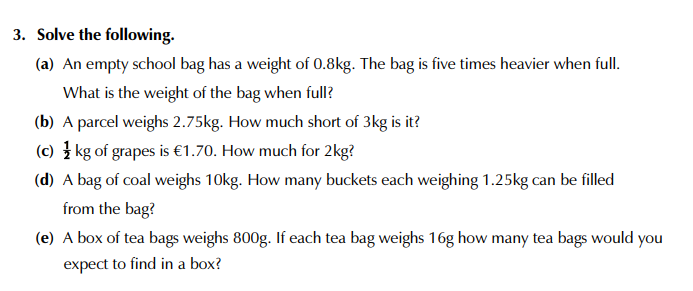 3. Solve the following.
(a) An empty school bag has a weight of 0.8kg. The bag is five times heavier when full.
What is the weight of the bag when full?
(b) A parcel weighs 2.75kg. How much short of 3kg is it?
(c) ½ kg of grapes is €1.70. How much for 2kg?
(d) A bag of coal weighs 10kg. How many buckets each weighing 1.25kg can be filled
from the bag?
(e) A box of tea bags weighs 800g. If each tea bag weighs 16g how many tea bags would you
expect to find in a box?